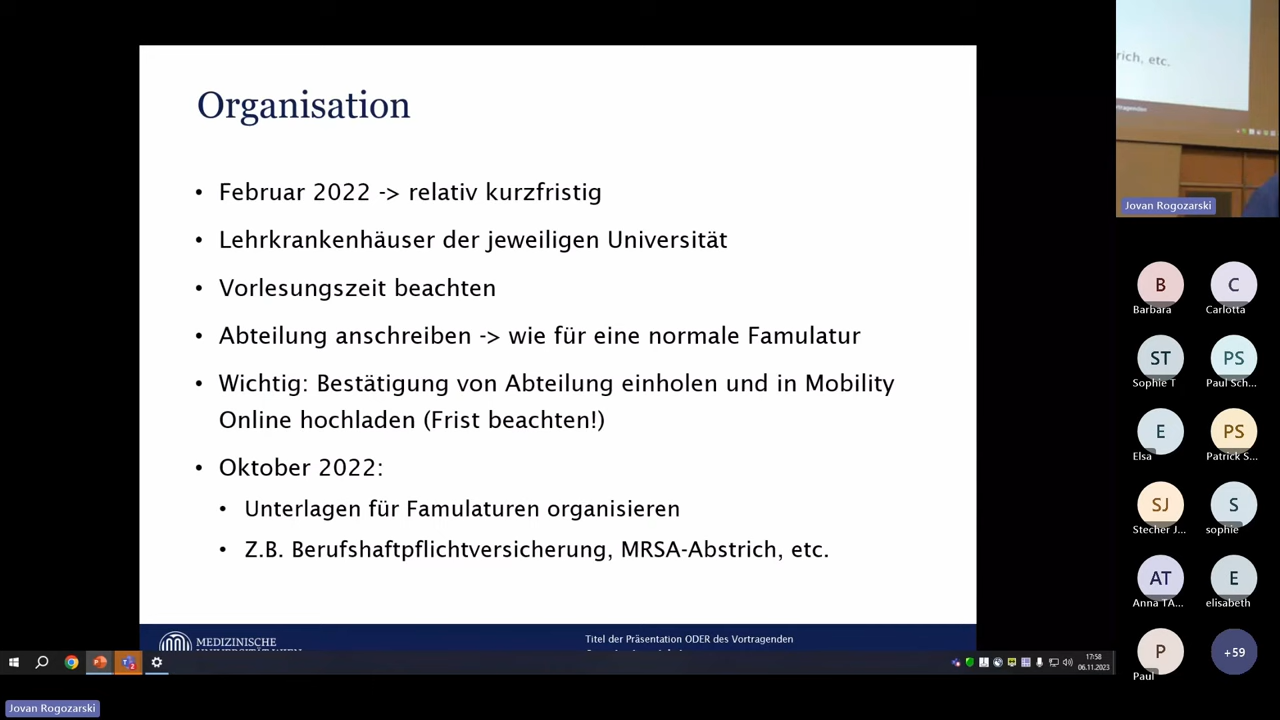 Organisation
• Februar 2022 -> relativ kurzfristig
• Lehrkrankenhäuser der jeweiligen Universität
• Vorlesungszeit beachten
• Abteilung anschreiben -> wie für eine normale Famulatur
• Wichtig: Bestätigung von Abteilung einholen und in Mobility
Online hochladen (Frist beachten!)
• Oktober 2022:
• Unterlagen für Famulaturen organisieren
• Z.B. Berufshaftpflichtversicherung, MRSA-Abstrich, etc.
MEDIZINISCHE
Titel der Präsentation ODER des Vortragenden
17:58
06.11.2023
Jovan Rogozarski
rich, etc.
Jovan Rogozarski
B
Barbara
C
Carlotta
ST
Sophie T
PS
Paul Sch...
E
Elsa
PS
Patrick S...
SJ
Stecher J...
S
sophie
AT
Anna TA...
E
elisabeth
P
Paul
+59